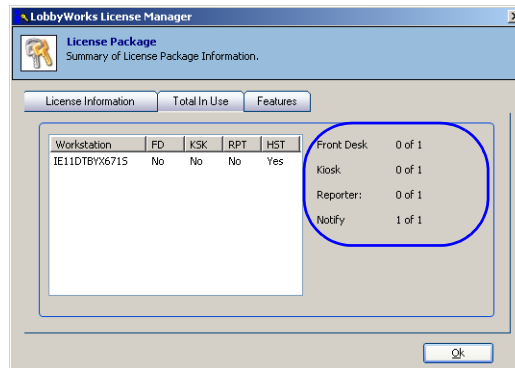 LobbyWorks License Manager
License Package
Summary of License Package Information.
License Information Total In Use Features
Workstation FD KSK RPT HST
IE11DTBYX671S No No No Yes
Front Desk 0 of 1
Kiosk 0 of 1
Reporter: 0 of 1
Notify 1 of 1
Ok